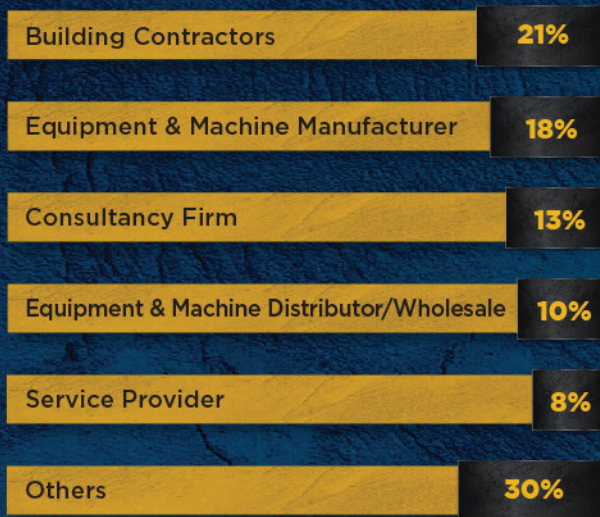 Building Contractors 21%
Equipment & Machine Manufacturer 18%
Consultancy Firm 13%
Equipment & Machine Distributor/Wholesale 10%
Service Provider 8%
Others 30%